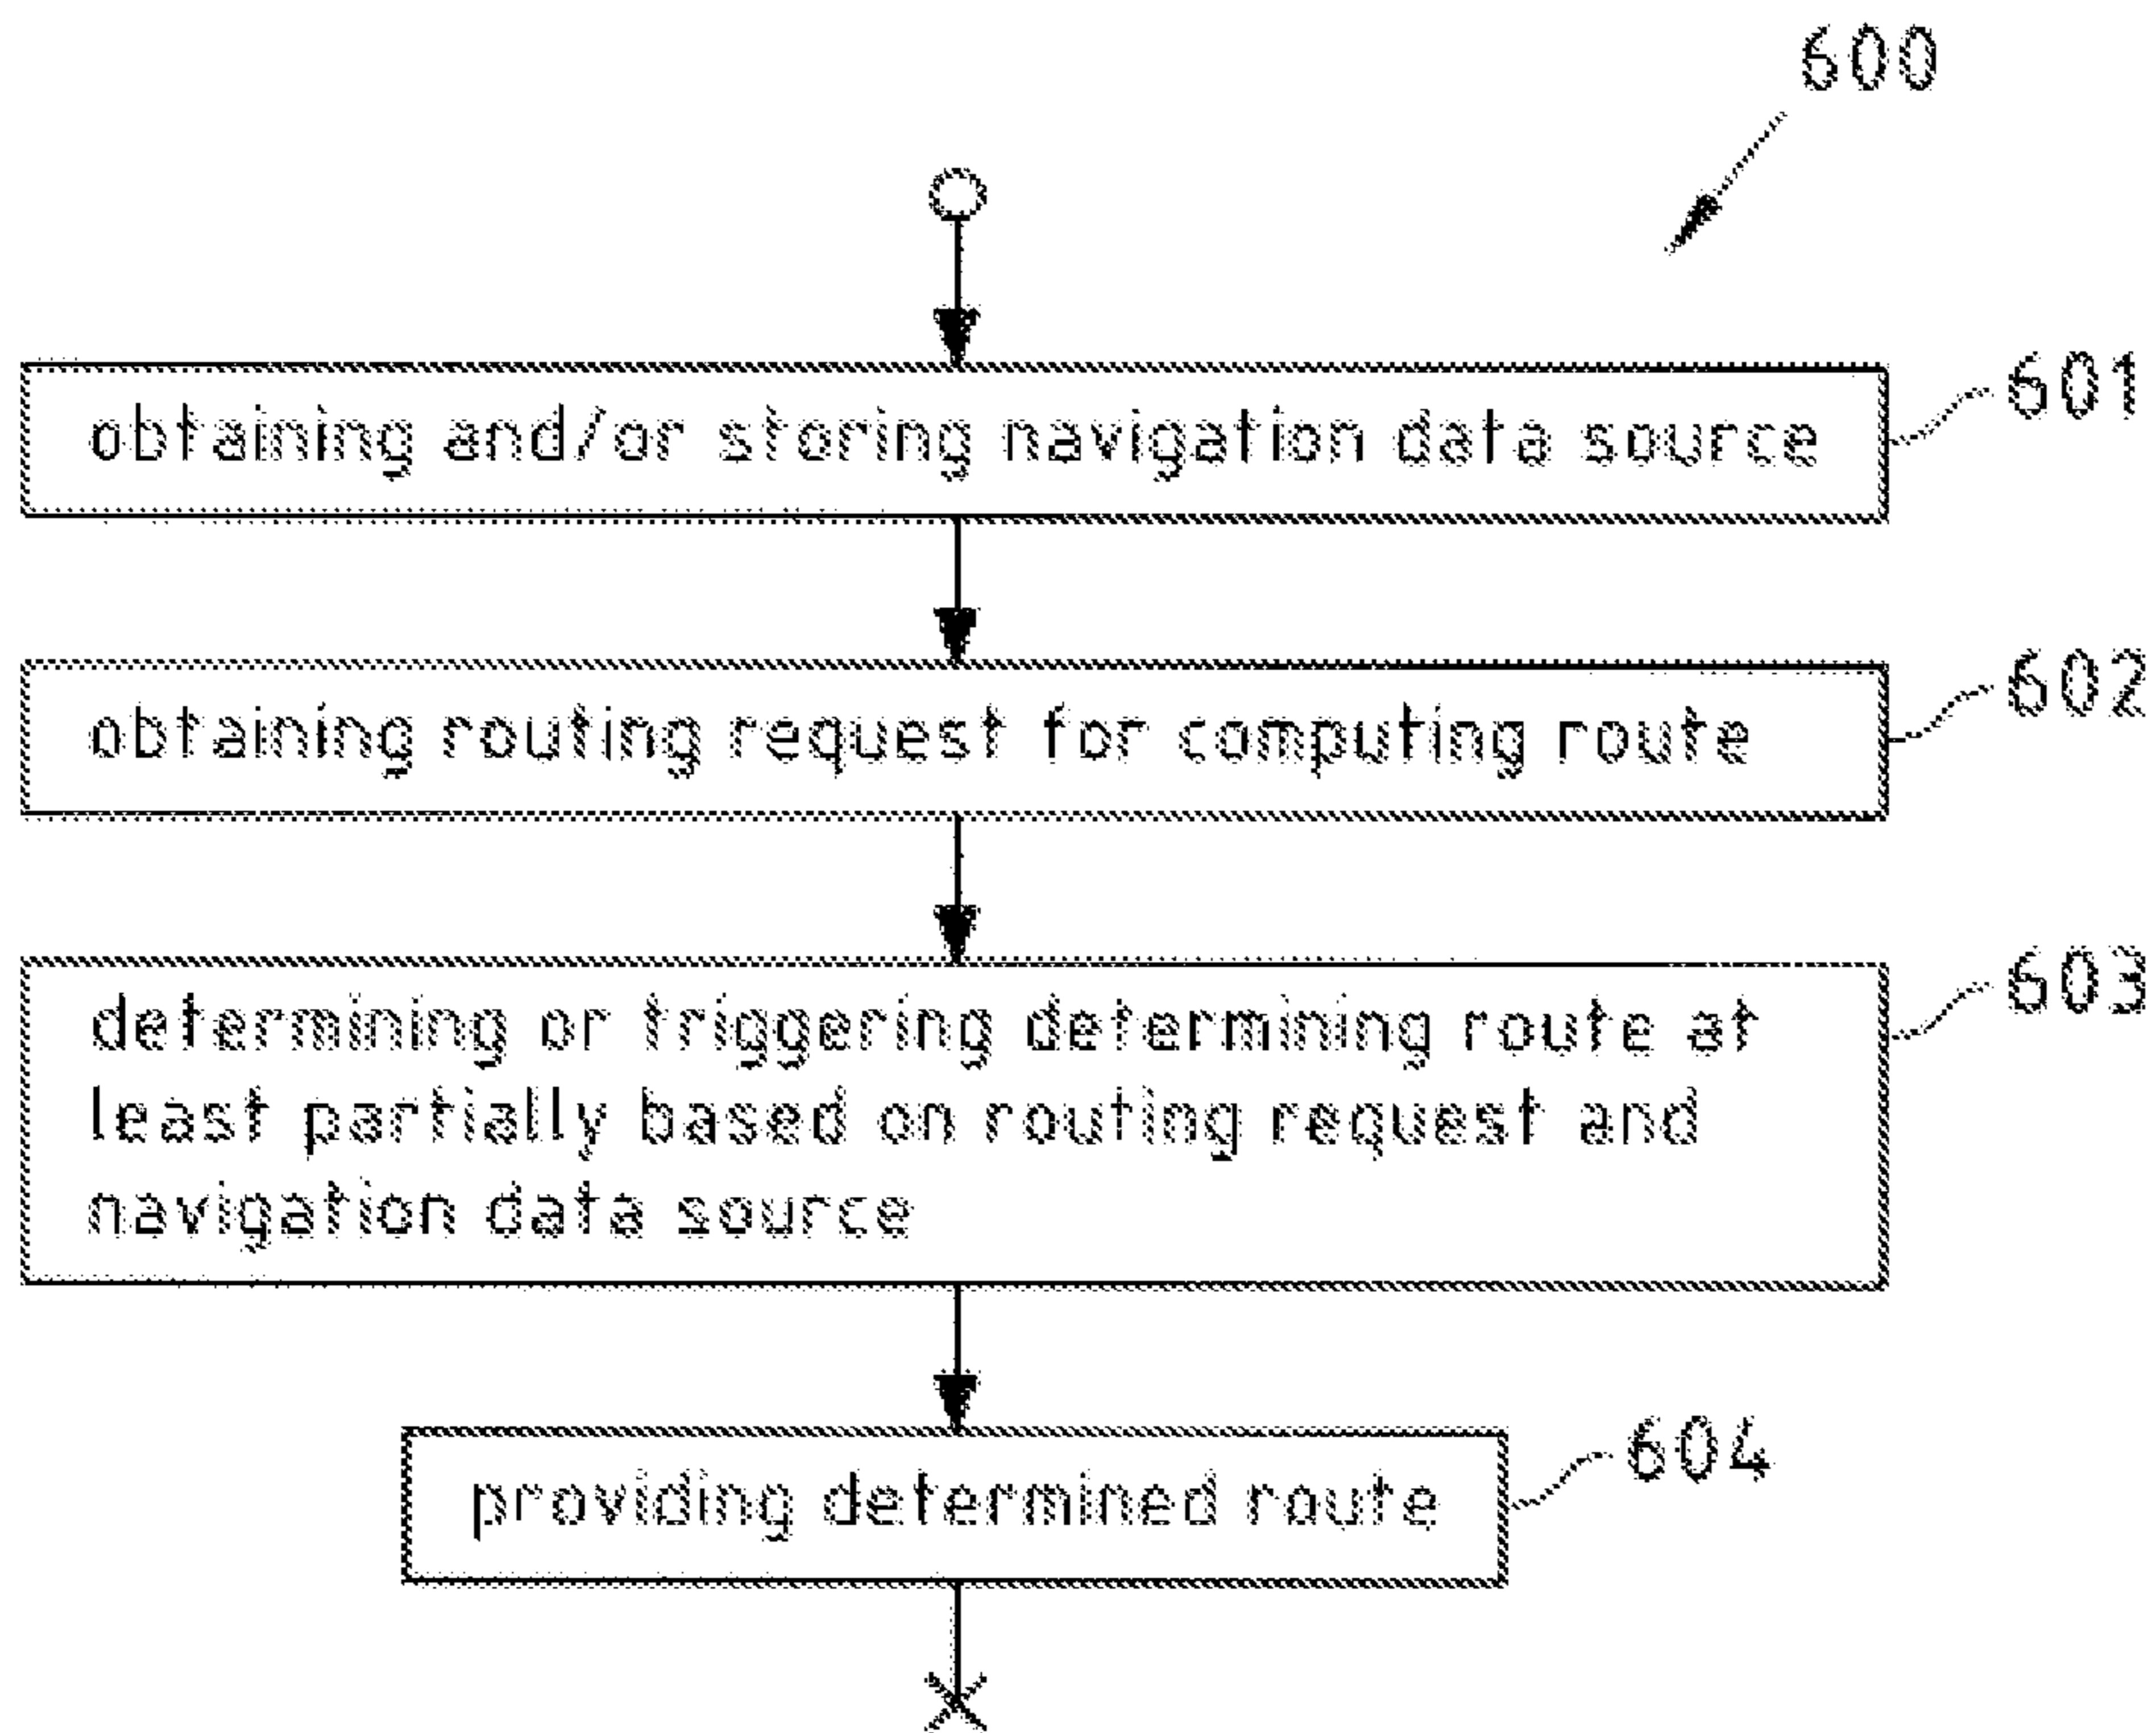 600
obtaining and/or storing navigation data source
601
obtaining routing request for computing route
602
determining or triggering determining route at
least partially based on routing request and
navigation data source
603
providing determined route
604